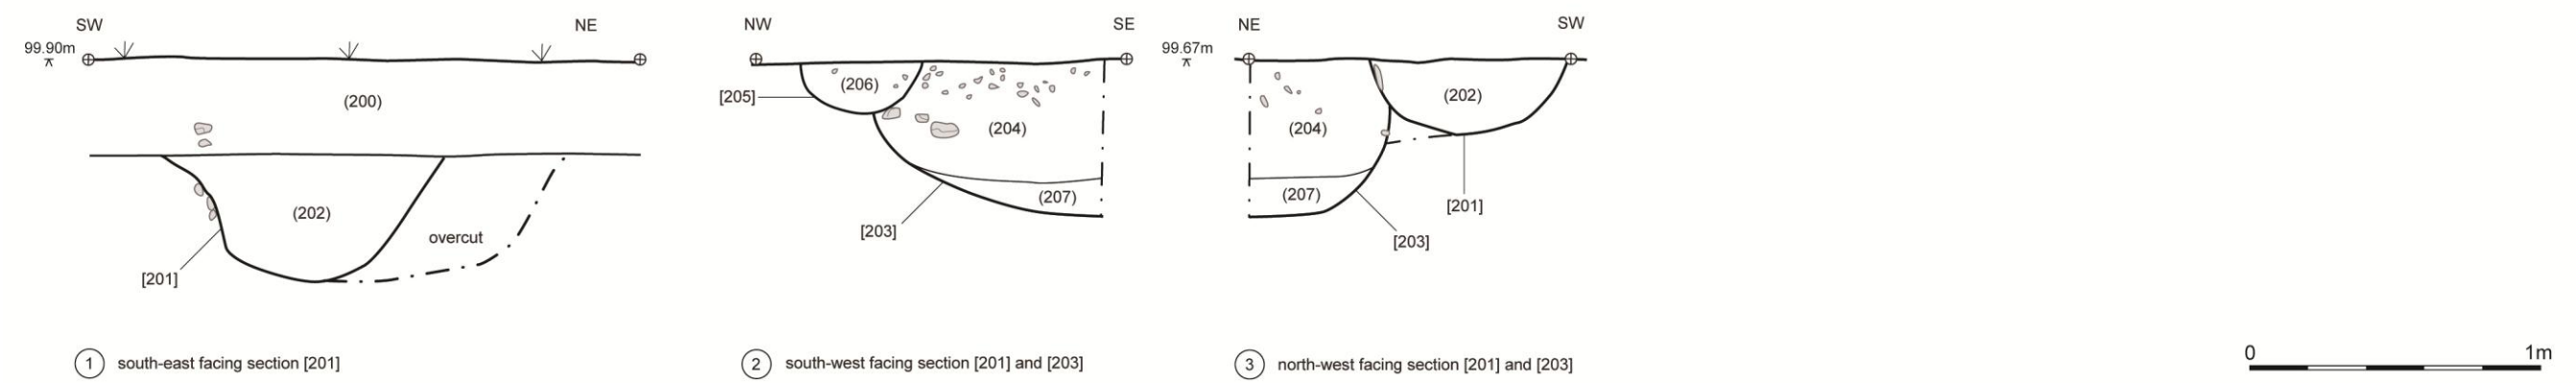 SW NE
99.90m
(200)
(202)
overcut
[201]
1 south-east facing section [201]
NW SE
(206)
[205]
(204)
(207)
[203]
2 south-west facing section [201] and [203]
NE SW
99.67m
(202)
(204)
(207)
[201]
[203]
3 north-west facing section [201] and [203]
0 1m